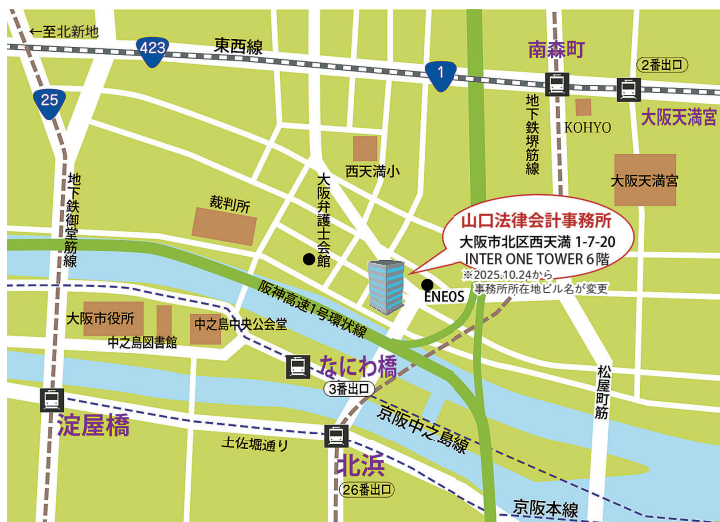 ←至北新地
423
東西線
1
南森町
2番出口
25
大阪天満宮
KOHYO
地下鉄堺筋線
西天満小
大阪天満宮
地下鉄御堂筋線
大阪弁護士会館
裁判所
山口法律会計事務所
大阪市北区西天満 1-7-20
INTER ONE TOWER 6階
※2025.10.24から
事務所所在地ビル名が変更
ENEOS
阪神高速1号環状線
大阪市役所
中之島図書館
中之島中央公会堂
なにわ橋
3番出口
松屋町筋
淀屋橋
京阪中之島線
土佐堀通り
北浜
26番出口
京阪本線